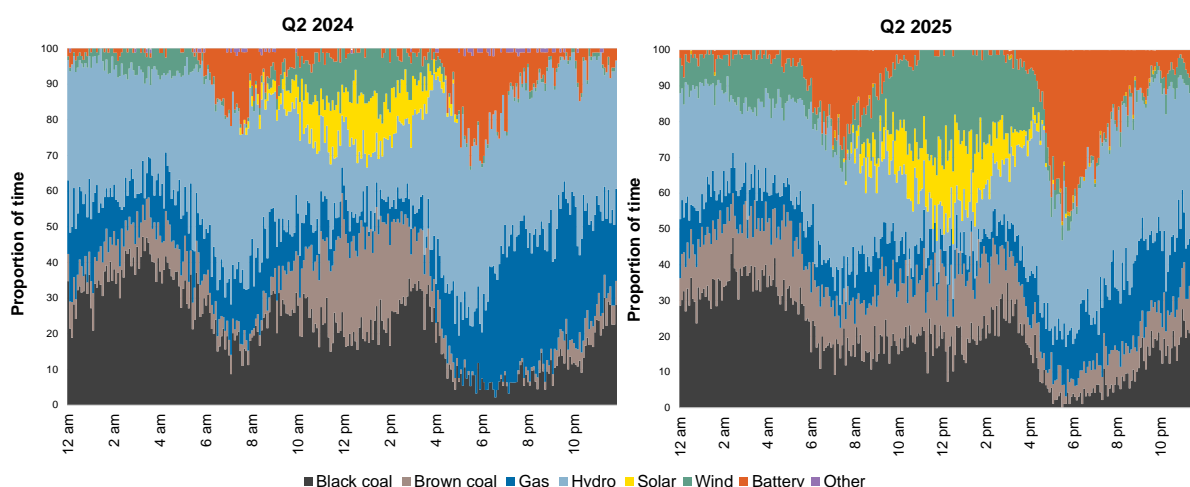 Q2 2024
Proportion of time
100
90
80
70
60
50
40
30
20
10
0
12 am
2 am
4 am
6 am
8 am
10 am
12 pm
2 pm
4 pm
6 pm
8 pm
10 pm
Q2 2025
Proportion of time
100
90
80
70
60
50
40
30
20
10
0
12 am
2 am
4 am
6 am
8 am
10 am
12 pm
2 pm
4 pm
6 pm
8 pm
10 pm
Black coal Brown coal Gas Hydro Solar Wind Battery Other